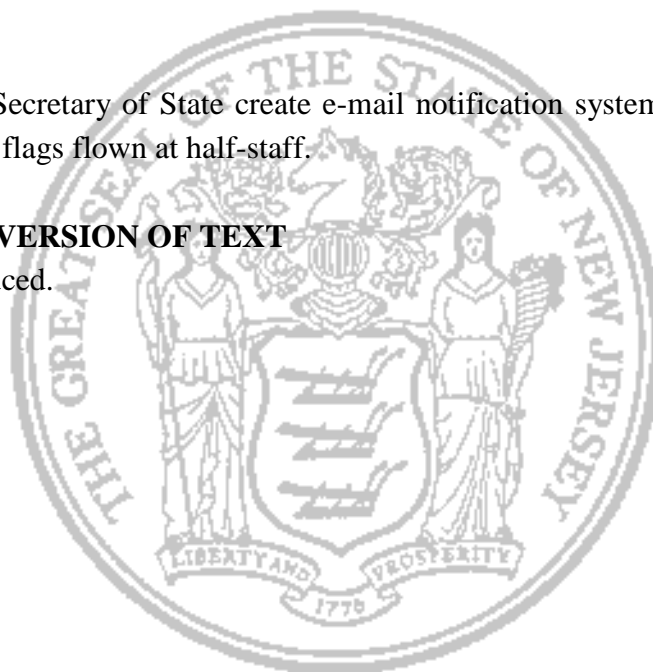 Secretary of State create e-mail notification system
flags flown at half-staff.
VERSION OF TEXT
uced.
THE GREAT SEAL OF THE STATE OF NEW JERSEY
LIBERTY AND PROSPERITY
1776